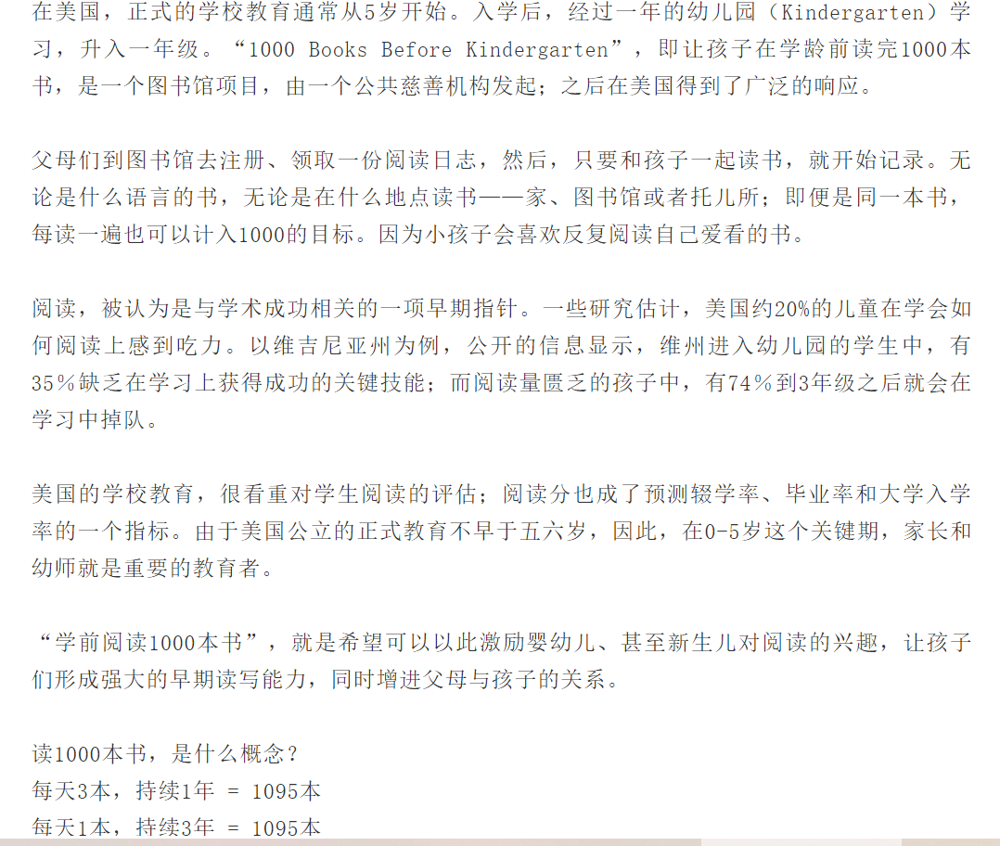 在美国，正式的学校教育通常从5岁开始。入学后，经过一年的幼儿园（Kindergarten）学
习，升入一年级。“1000 Books Before Kindergarten”，即让孩子在学龄前读完1000本
书，是一个图书馆项目，由一个公共慈善机构发起；之后在美国得到了广泛的响应。
父母们到图书馆去注册、领取一份阅读日志，然后，只要和孩子一起读书，就开始记录。无
论是什么语言的书，无论是在什么地点读书——家、图书馆或者托儿所；即便是同一本书，
每读一遍也可以计入1000的目标。因为小孩子会喜欢反复阅读自己爱看的书。
阅读，被认为是与学术成功相关的一项早期指针。一些研究估计，美国约20%的儿童在学会如
何阅读上感到吃力。以维吉尼亚州为例，公开的信息显示，维州进入幼儿园的学生中，有
35％缺乏在学习上获得成功的关键技能；而阅读量匮乏的孩子中，有74％到3年级之后就会在
学习中掉队。
美国的学校教育，很看重对学生阅读的评估；阅读分也成了预测辍学率、毕业率和大学入学
率的一个指标。由于美国公立的正式教育不早于五六岁，因此，在0-5岁这个关键期，家长和
幼师就是重要的教育者。
“学前阅读1000本书”，就是希望可以以此激励婴幼儿、甚至新生儿对阅读的兴趣，让孩子
们形成强大的早期读写能力，同时增进父母与孩子的关系。
读1000本书，是什么概念？
每天3本，持续1年 = 1095本
每天1本，持续3年 = 1095本